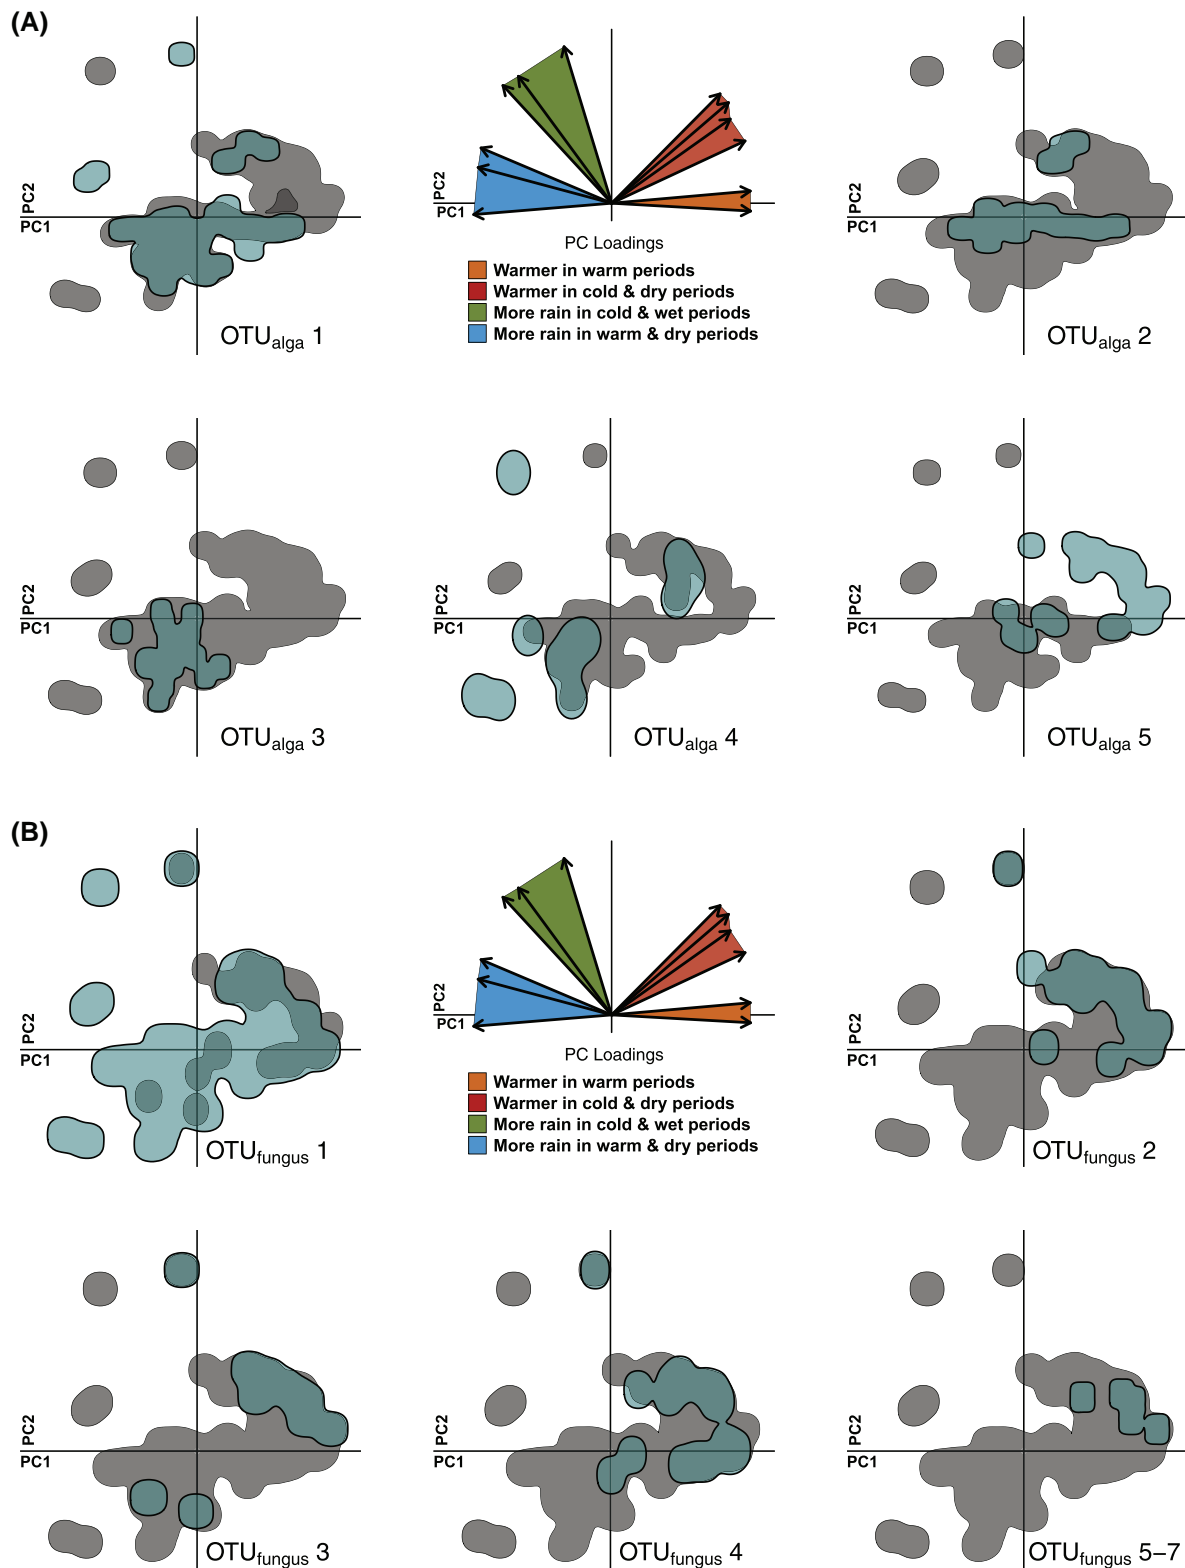 (A)
PC2
PC1
OTUalga 1
PC2
PC1
PC Loadings
Warmer in warm periods
Warmer in cold & dry periods
More rain in cold & wet periods
More rain in warm & dry periods
PC2
PC1
OTUalga 2
PC2
PC1
OTUalga 3
PC2
PC1
OTUalga 4
PC2
PC1
OTUalga 5
(B)
PC2
PC1
OTUfungus 1
PC2
PC1
PC Loadings
Warmer in warm periods
Warmer in cold & dry periods
More rain in cold & wet periods
More rain in warm & dry periods
PC2
PC1
OTUfungus 2
PC2
PC1
OTUfungus 3
PC2
PC1
OTUfungus 4
PC2
PC1
OTUfungus 5–7